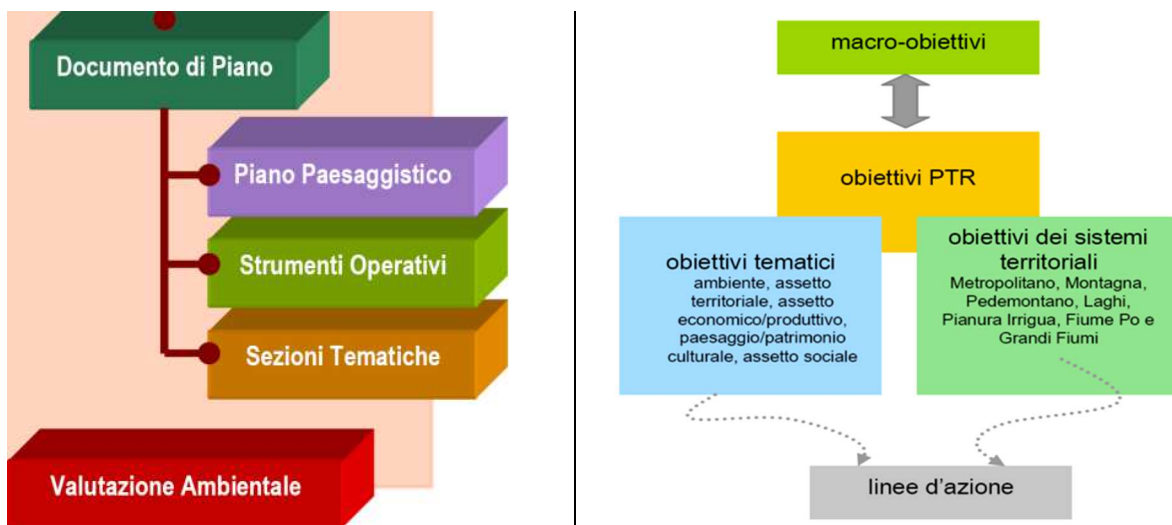 Documento di Piano
Piano Paesaggistico
Strumenti Operativi
Sezioni Tematiche
Valutazione Ambientale
macro-obiettivi
obiettivi PTR
obiettivi tematici
ambiente, assetto
territoriale, assetto
economico/produttivo,
paesaggio/patrimonio
culturale, assetto sociale
obiettivi dei sistemi
territoriali
Metropolitano, Montagna,
Pedemontano, Laghi,
Pianura Irrigua, Fiume Po e
Grandi Fiumi
linee d'azione